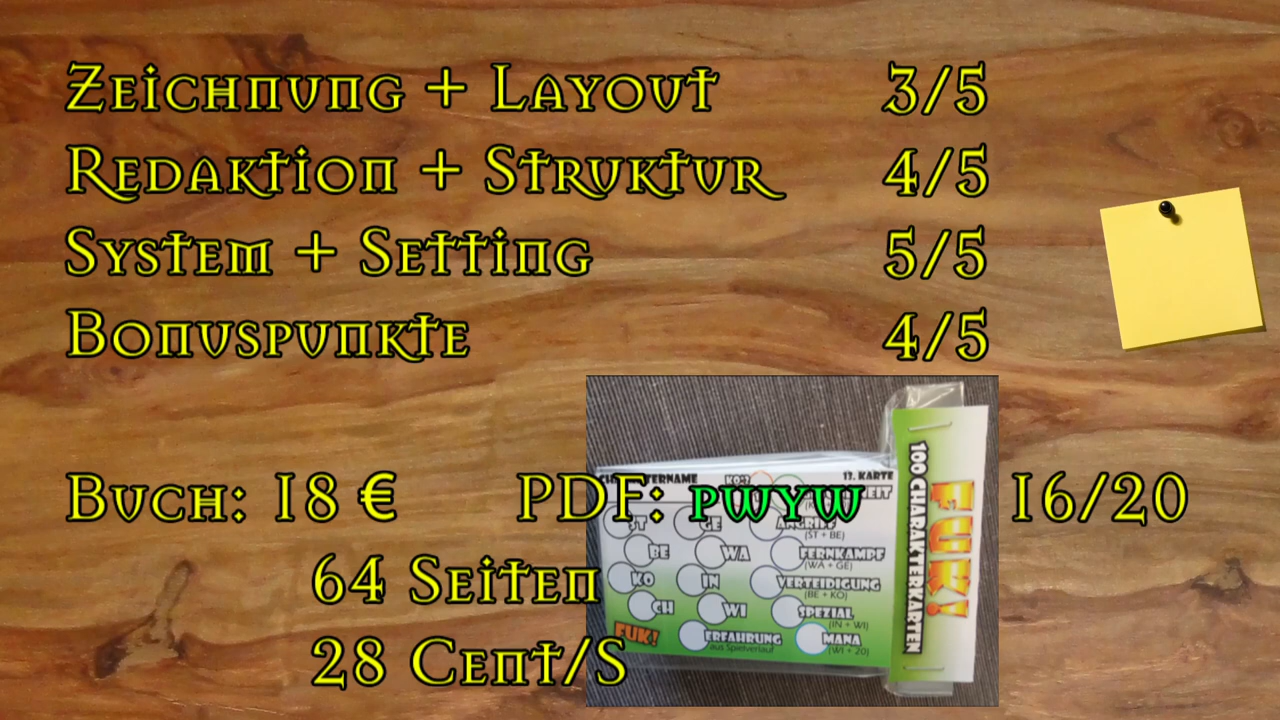 Zeichnung + Layout 3/5
Redaktion + Struktur 4/5
System + Setting 5/5
Bonuspunkte 4/5
Buch: 18 € PDF: PWYW 16/20
64 Seiten
28 Cent/S
13. KARTE
ST GE ANGRIFF
(ST + BE)
BE WA FERNKAMPF
(WA + GE)
KO IN VERTEIDIGUNG
(BE + KO)
CH WI SPEZIAL
(IN + WI)
FUK! ERFAHRUNG MANA
aus Spielverlauf (WI + 20)
FUK!
100 CHARAKTERKARTEN